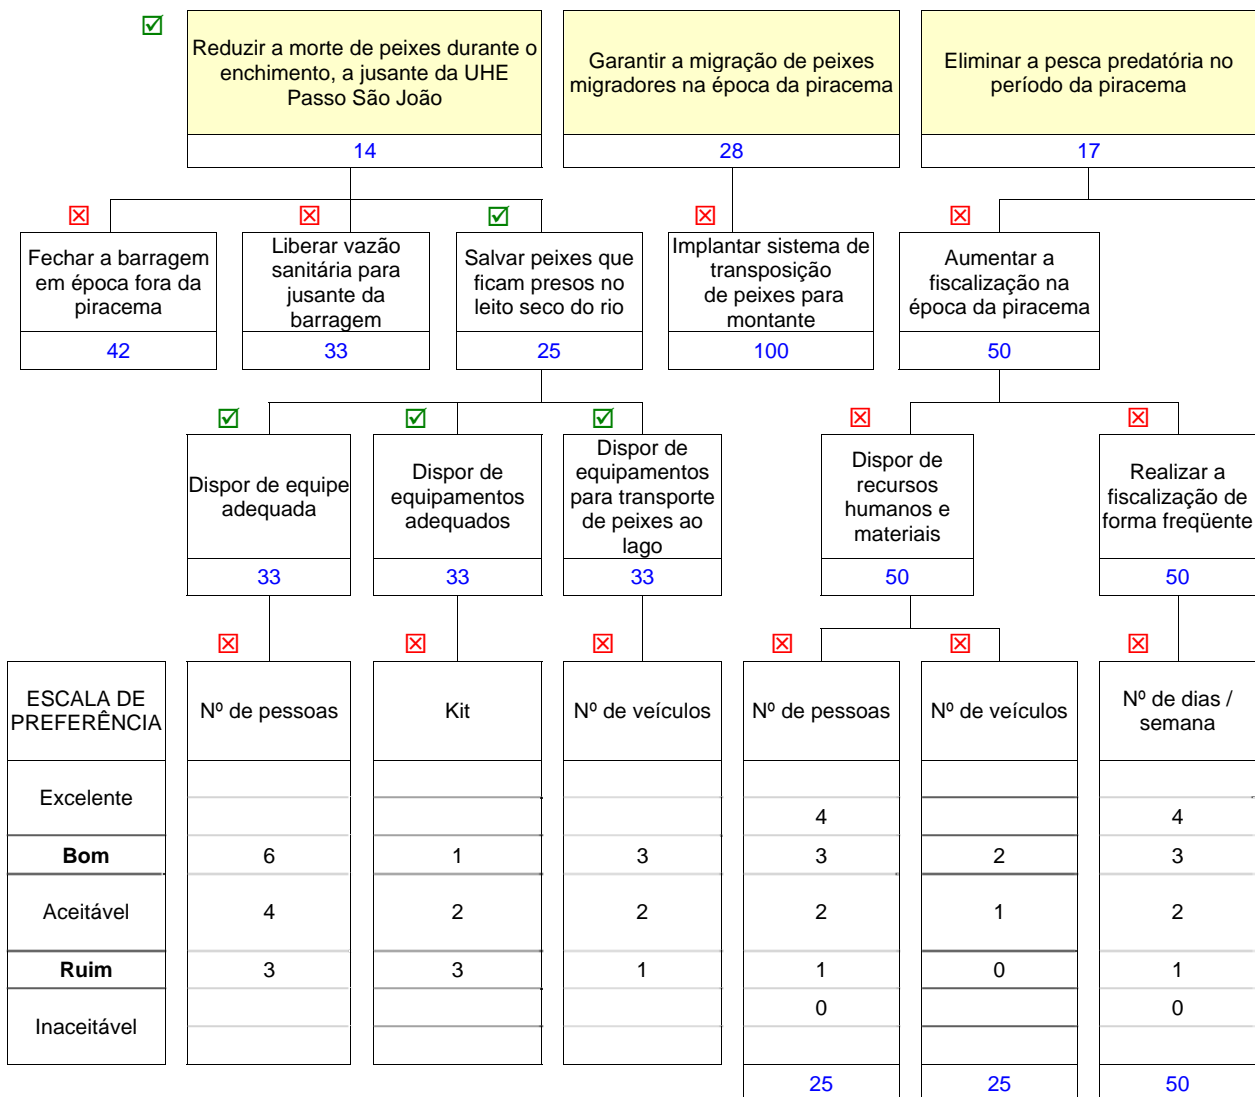 Reduzir a morte de peixes durante o
enchimento, a jusante da UHE
Passo São João
14
Garantir a migração de peixes
migradores na época da piracema
28
Eliminar a pesca predatória no
período da piracema
17
Fechar a barragem
em época fora da
piracema
42
Liberar vazão
sanitária para
jusante da
barragem
33
Salvar peixes que
ficam presos no
leito seco do rio
25
Implantar sistema de
transposição
de peixes para
montante
100
Aumentar a
fiscalização na
época da piracema
50
Dispor de equipe
adequada
33
Dispor de
equipamentos
adequados
33
Dispor de
equipamentos
para transporte
de peixes ao
lago
33
Dispor de
recursos
humanos e
materiais
50
Realizar a
fiscalização de
forma freqüente
50
ESCALA DE
PREFERÊNCIA
Nº de pessoas
Kit
Nº de veículos
Nº de pessoas
Nº de veículos
Nº de dias /
semana
Excelente
4 4
Bom 6 1 3 3 2 3
Aceitável 4 2 2 2 1 2
Ruim 3 3 1 1 0 1
0 0
Inaceitável
25 25 50